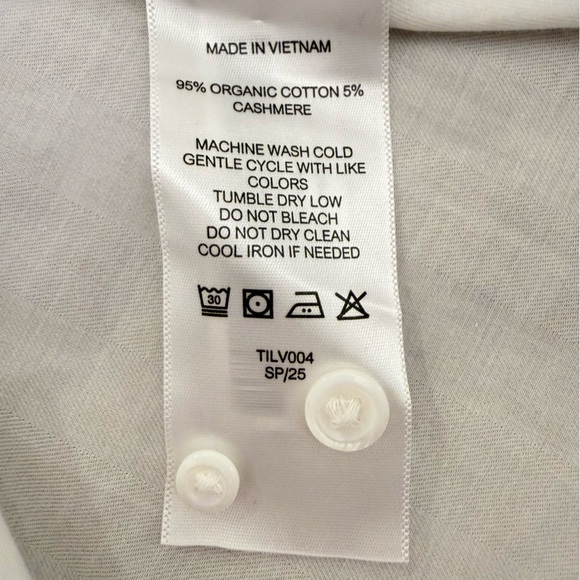 MADE IN VIETNAM
95% ORGANIC COTTON 5%
CASHMERE
MACHINE WASH COLD
GENTLE CYCLE WITH LIKE
COLORS
TUMBLE DRY LOW
DO NOT BLEACH
DO NOT DRY CLEAN
COOL IRON IF NEEDED
30
TILV004
SP/25